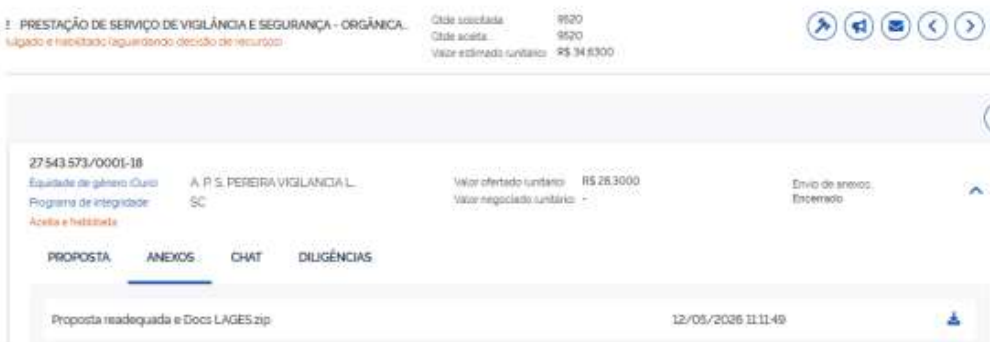 PRESTAÇÃO DE SERVIÇO DE VIGILÂNCIA E SEGURANÇA - ORGÂNICA...
Qtde solicitada 9520
ulgado e habilitado (aguardando decisão de recursos)
Qtde aceita 9520
Valor estimado (unitário) R$ 34,6300
27.543.573/0001-18
Equidade de gênero (Ouro) A. P. S. PEREIRA VIGILANCIA L...
Valor ofertado (unitário) R$ 28,3000
Envio de anexos:
Programa de integridade SC
Valor negociado (unitário) -
Encerrado
Aceita e habilitada
PROPOSTA ANEXOS CHAT DILIGÊNCIAS
Proposta readequada e Docs LAGES.zip 12/05/2026 11:11:49